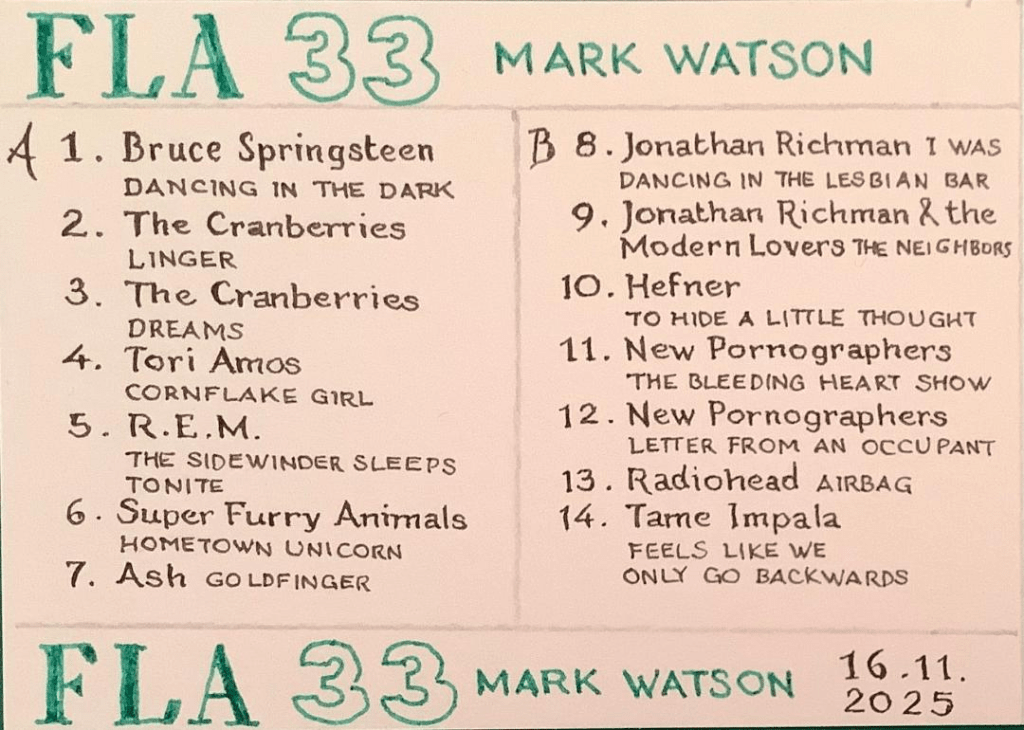 FLA 33 MARK WATSON
A 1. Bruce Springsteen
DANCING IN THE DARK
2. The Cranberries
LINGER
3. The Cranberries
DREAMS
4. Tori Amos
CORNFLAKE GIRL
5. R.E.M.
THE SIDEWINDER SLEEPS
TONITE
6. Super Furry Animals
HOMETOWN UNICORN
7. Ash GOLDFINGER
B 8. Jonathan Richman I WAS
DANCING IN THE LESBIAN BAR
9. Jonathan Richman & the
Modern Lovers THE NEIGHBORS
10. Hefner
TO HIDE A LITTLE THOUGHT
11. New Pornographers
THE BLEEDING HEART SHOW
12. New Pornographers
LETTER FROM AN OCCUPANT
13. Radiohead AIRBAG
14. Tame Impala
FEELS LIKE WE
ONLY GO BACKWARDS
FLA 33 MARK WATSON 16.11.
2025